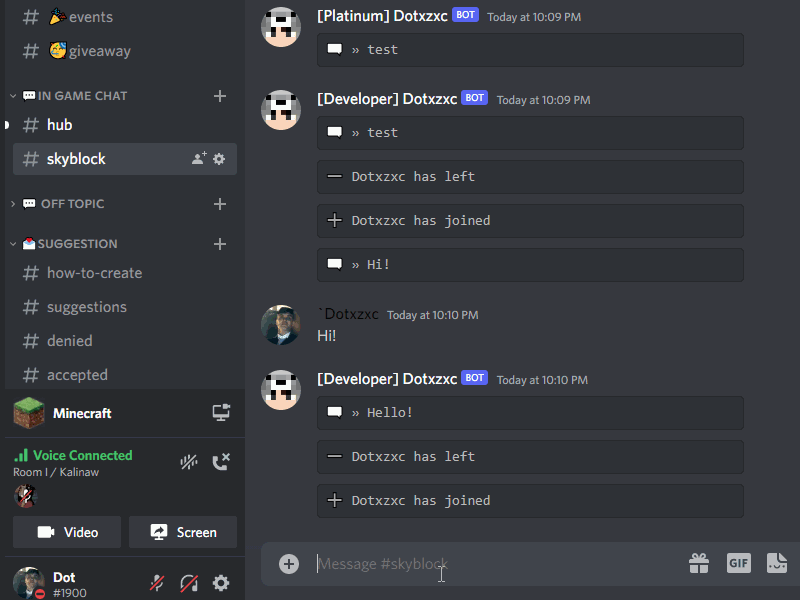 # events
# giveaway
IN GAME CHAT
# hub
# skyblock
OFF TOPIC
SUGGESTION
# how-to-create
# suggestions
# denied
# accepted
Minecraft
Voice Connected
Room I / Kalinaw
Video
Screen
Dot
#1900
[Platinum] Dotxzxc BOT Today at 10:09 PM
» test
[Developer] Dotxzxc BOT Today at 10:09 PM
» test
— Dotxzxc has left
+ Dotxzxc has joined
» Hi!
`Dotxzxc Today at 10:10 PM
Hi!
[Developer] Dotxzxc BOT Today at 10:10 PM
» Hello!
— Dotxzxc has left
+ Dotxzxc has joined
Message #skyblock
GIF